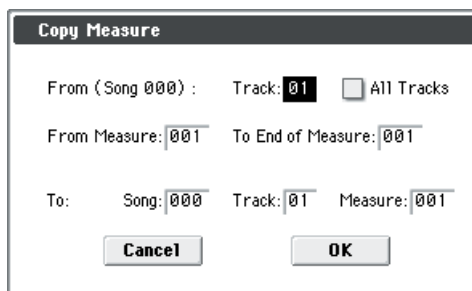 Copy Measure
From (Song 000) : Track: 01 All Tracks
From Measure: 001 To End of Measure: 001
To: Song: 000 Track: 01 Measure: 001
Cancel OK